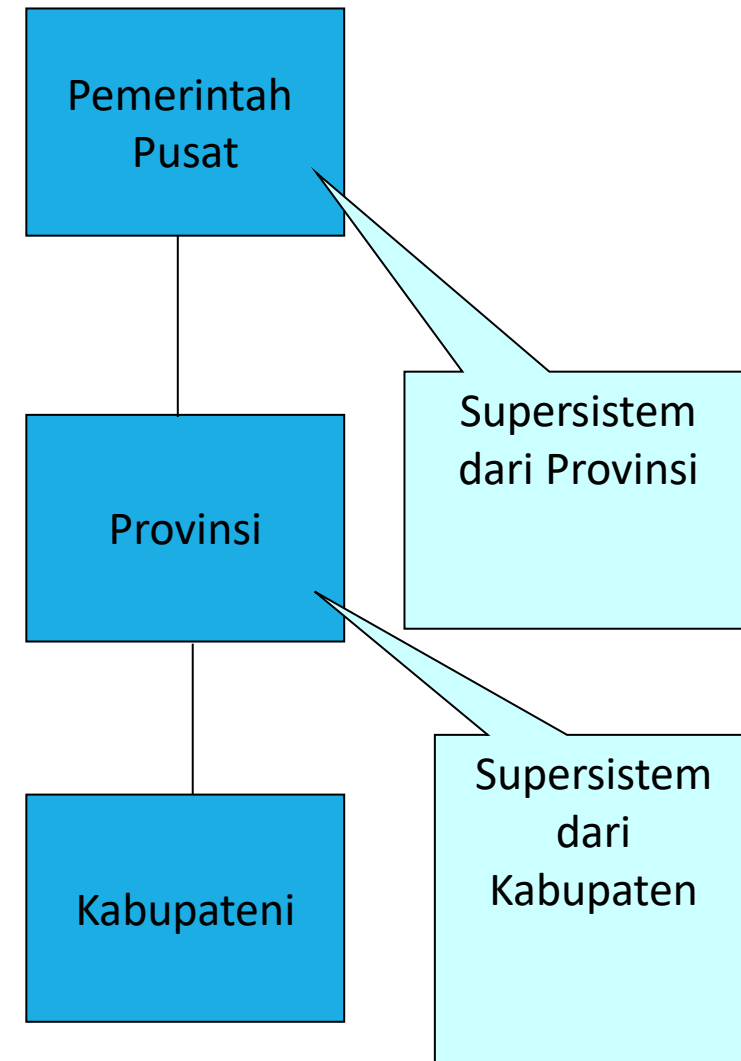 Pemerintah
Pusat
Supersistem
dari Provinsi
Provinsi
Supersistem
dari
Kabupaten
Kabupateni